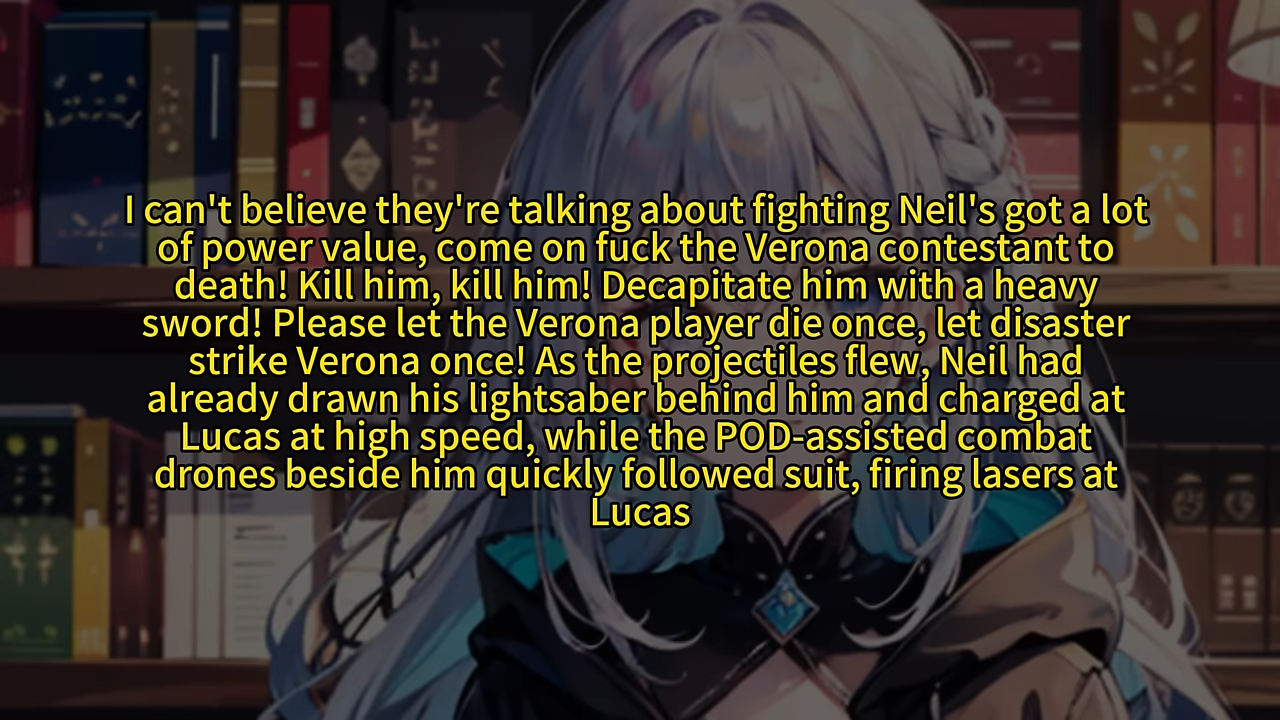 I can't believe they're talking about fighting Neil's got a lot
of power value, come on fuck the Verona contestant to
death! Kill him, kill him! Decapitate him with a heavy
sword! Please let the Verona player die once, let disaster
strike Verona once! As the projectiles flew, Neil had
already drawn his lightsaber behind him and charged at
Lucas at high speed, while the POD-assisted combat
drones beside him quickly followed suit, firing lasers at
Lucas